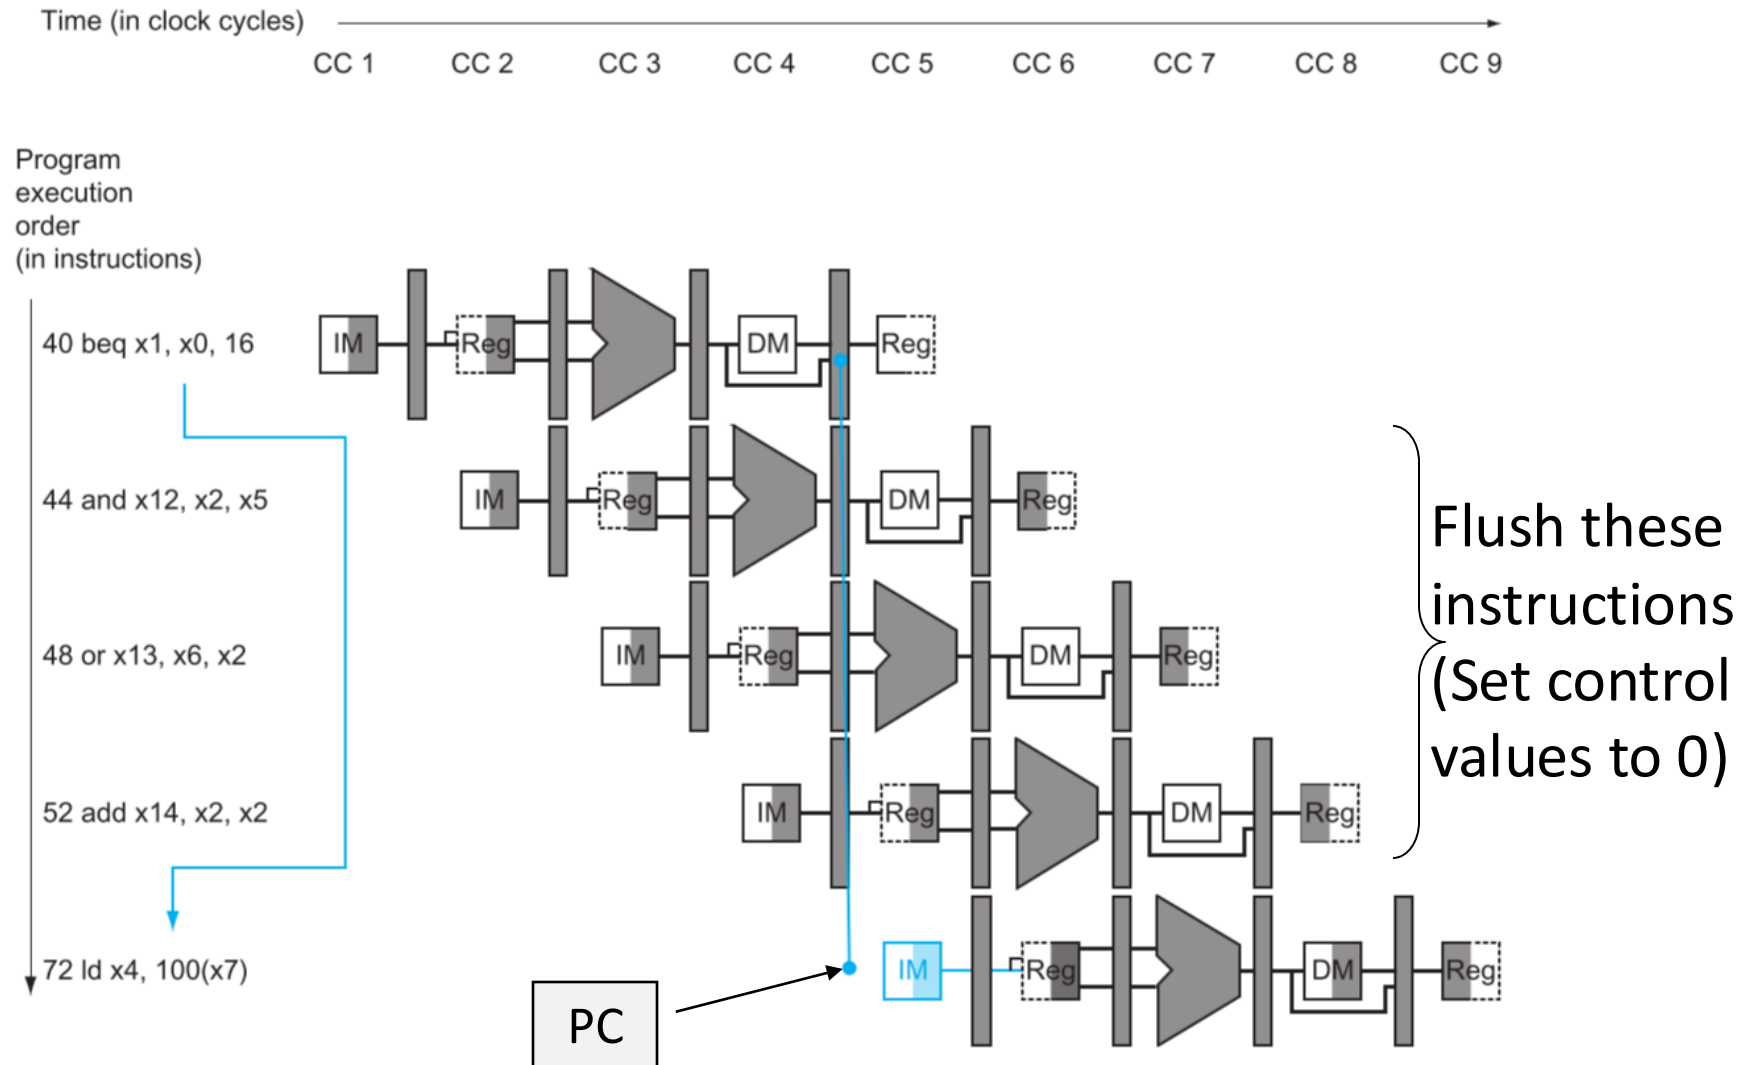 Time (in clock cycles)
CC 1 CC 2 CC 3 CC 4 CC 5 CC 6 CC 7 CC 8 CC 9
Program
execution
order
(in instructions)
40 beq x1, x0, 16
IM Reg DM Reg
44 and x12, x2, x5
IM Reg DM Reg
48 or x13, x6, x2
IM Reg DM Reg
52 add x14, x2, x2
IM Reg DM Reg
72 ld x4, 100(x7)
IM Reg DM Reg
Flush these
instructions
(Set control
values to 0)
PC